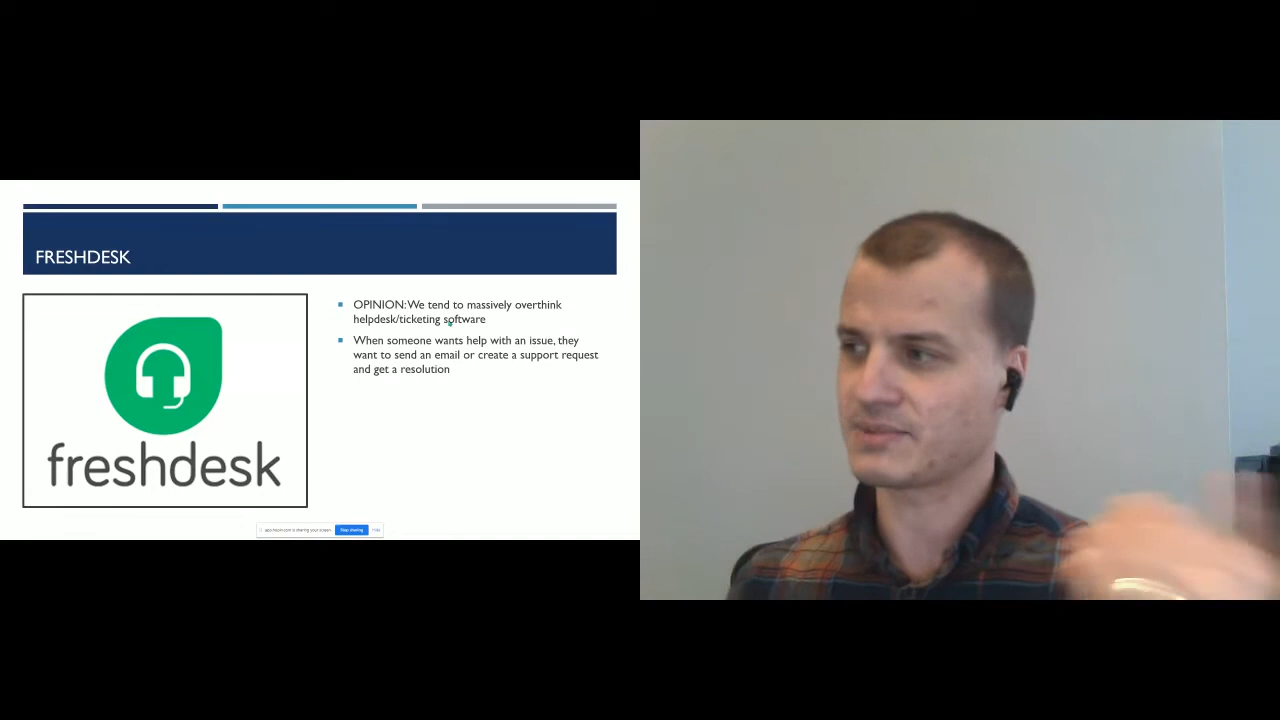 FRESHDESK
freshdesk
OPINION: We tend to massively overthink
helpdesk/ticketing software
When someone wants help with an issue, they
want to send an email or create a support request
and get a resolution
Stop sharing